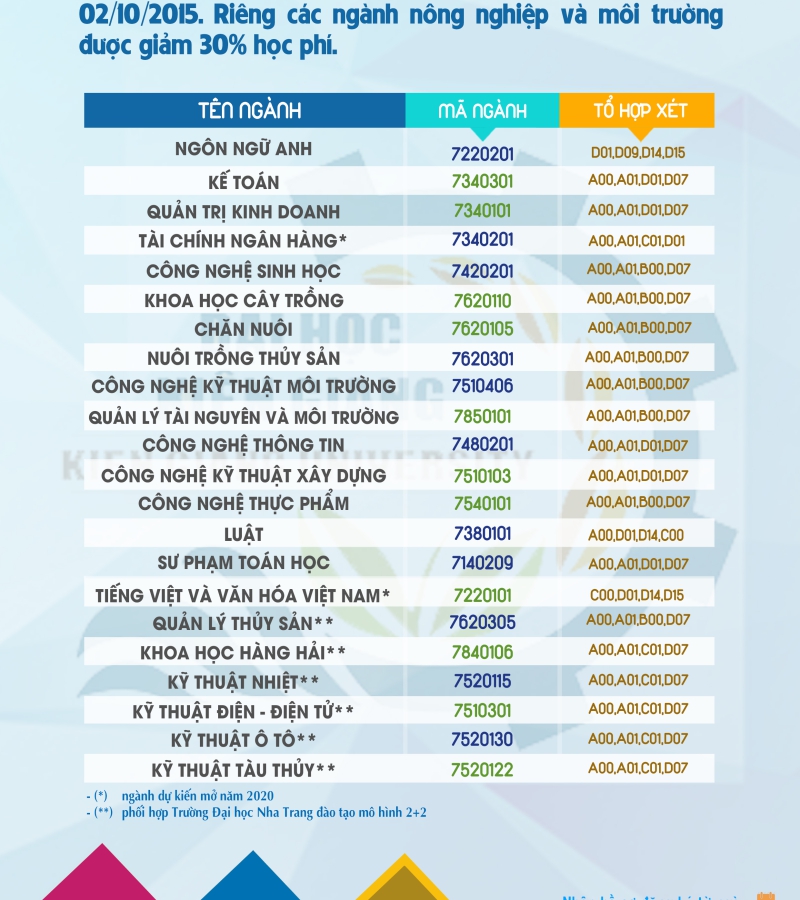 02/10/2015. Riêng các ngành nông nghiệp và môi trường
được giảm 30% học phí.
TÊN NGÀNH MÃ NGÀNH TỔ HỢP XÉT
NGÔN NGỮ ANH 7220201 D01,D09,D14,D15
KẾ TOÁN 7340301 A00,A01,D01,D07
QUẢN TRỊ KINH DOANH 7340101 A00,A01,D01,D07
TÀI CHÍNH NGÂN HÀNG* 7340201 A00,A01,C01,D01
CÔNG NGHỆ SINH HỌC 7420201 A00,A01,B00,D07
KHOA HỌC CÂY TRỒNG 7620110 A00,A01,B00,D07
CHĂN NUÔI 7620105 A00,A01,B00,D07
NUÔI TRỒNG THỦY SẢN 7620301 A00,A01,B00,D07
CÔNG NGHỆ KỸ THUẬT MÔI TRƯỜNG 7510406 A00,A01,B00,D07
QUẢN LÝ TÀI NGUYÊN VÀ MÔI TRƯỜNG 7850101 A00,A01,B00,D07
CÔNG NGHỆ THÔNG TIN 7480201 A00,A01,D01,D07
CÔNG NGHỆ KỸ THUẬT XÂY DỰNG 7510103 A00,A01,D01,D07
CÔNG NGHỆ THỰC PHẨM 7540101 A00,A01,B00,D07
LUẬT 7380101 A00,D01,D14,C00
SƯ PHẠM TOÁN HỌC 7140209 A00,A01,D01,D07
TIẾNG VIỆT VÀ VĂN HÓA VIỆT NAM* 7220101 C00,D01,D14,D15
QUẢN LÝ THỦY SẢN** 7620305 A00,A01,B00,D07
KHOA HỌC HÀNG HẢI** 7840106 A00,A01,C01,D07
KỸ THUẬT NHIỆT** 7520115 A00,A01,C01,D07
KỸ THUẬT ĐIỆN - ĐIỆN TỬ** 7510301 A00,A01,C01,D07
KỸ THUẬT Ô TÔ** 7520130 A00,A01,C01,D07
KỸ THUẬT TÀU THỦY** 7520122 A00,A01,C01,D07
- (*) ngành dự kiến mở năm 2020
- (**) phối hợp Trường Đại học Nha Trang đào tạo mô hình 2+2
ĐẠI HỌC
KIÊN GIANG
KIEN GIANG UNIVERSITY